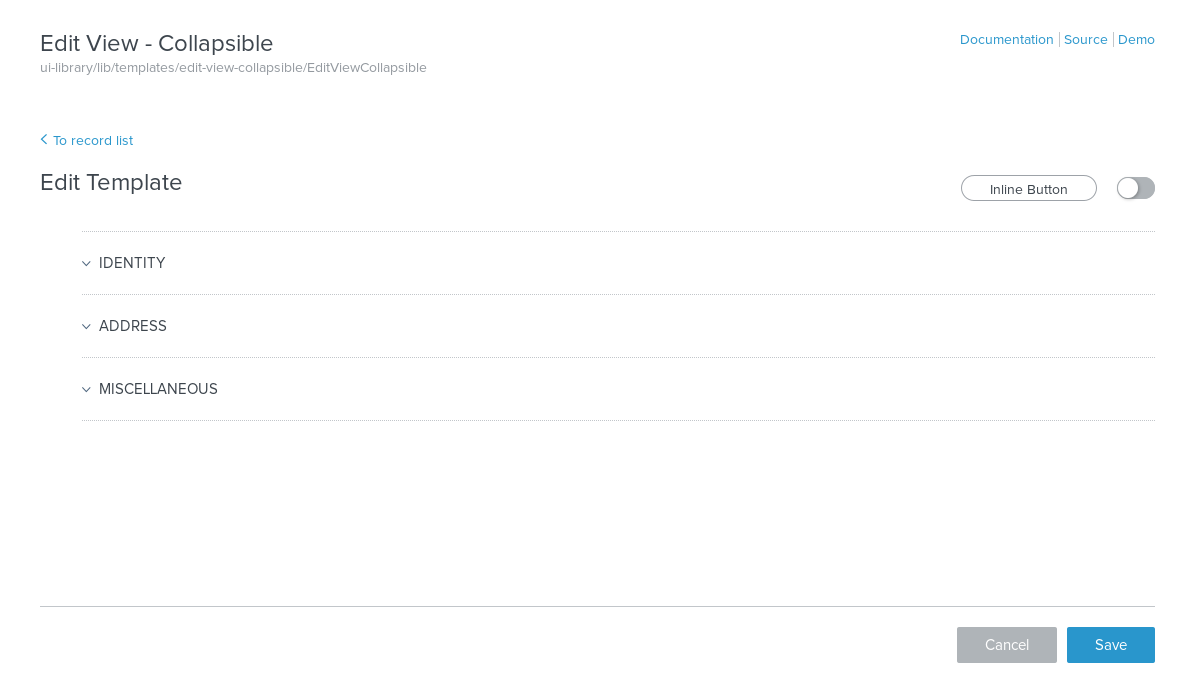 Edit View - Collapsible
Documentation Source Demo
ui-library/lib/templates/edit-view-collapsible/EditViewCollapsible
To record list
Edit Template
Inline Button
IDENTITY
ADDRESS
MISCELLANEOUS
Cancel Save